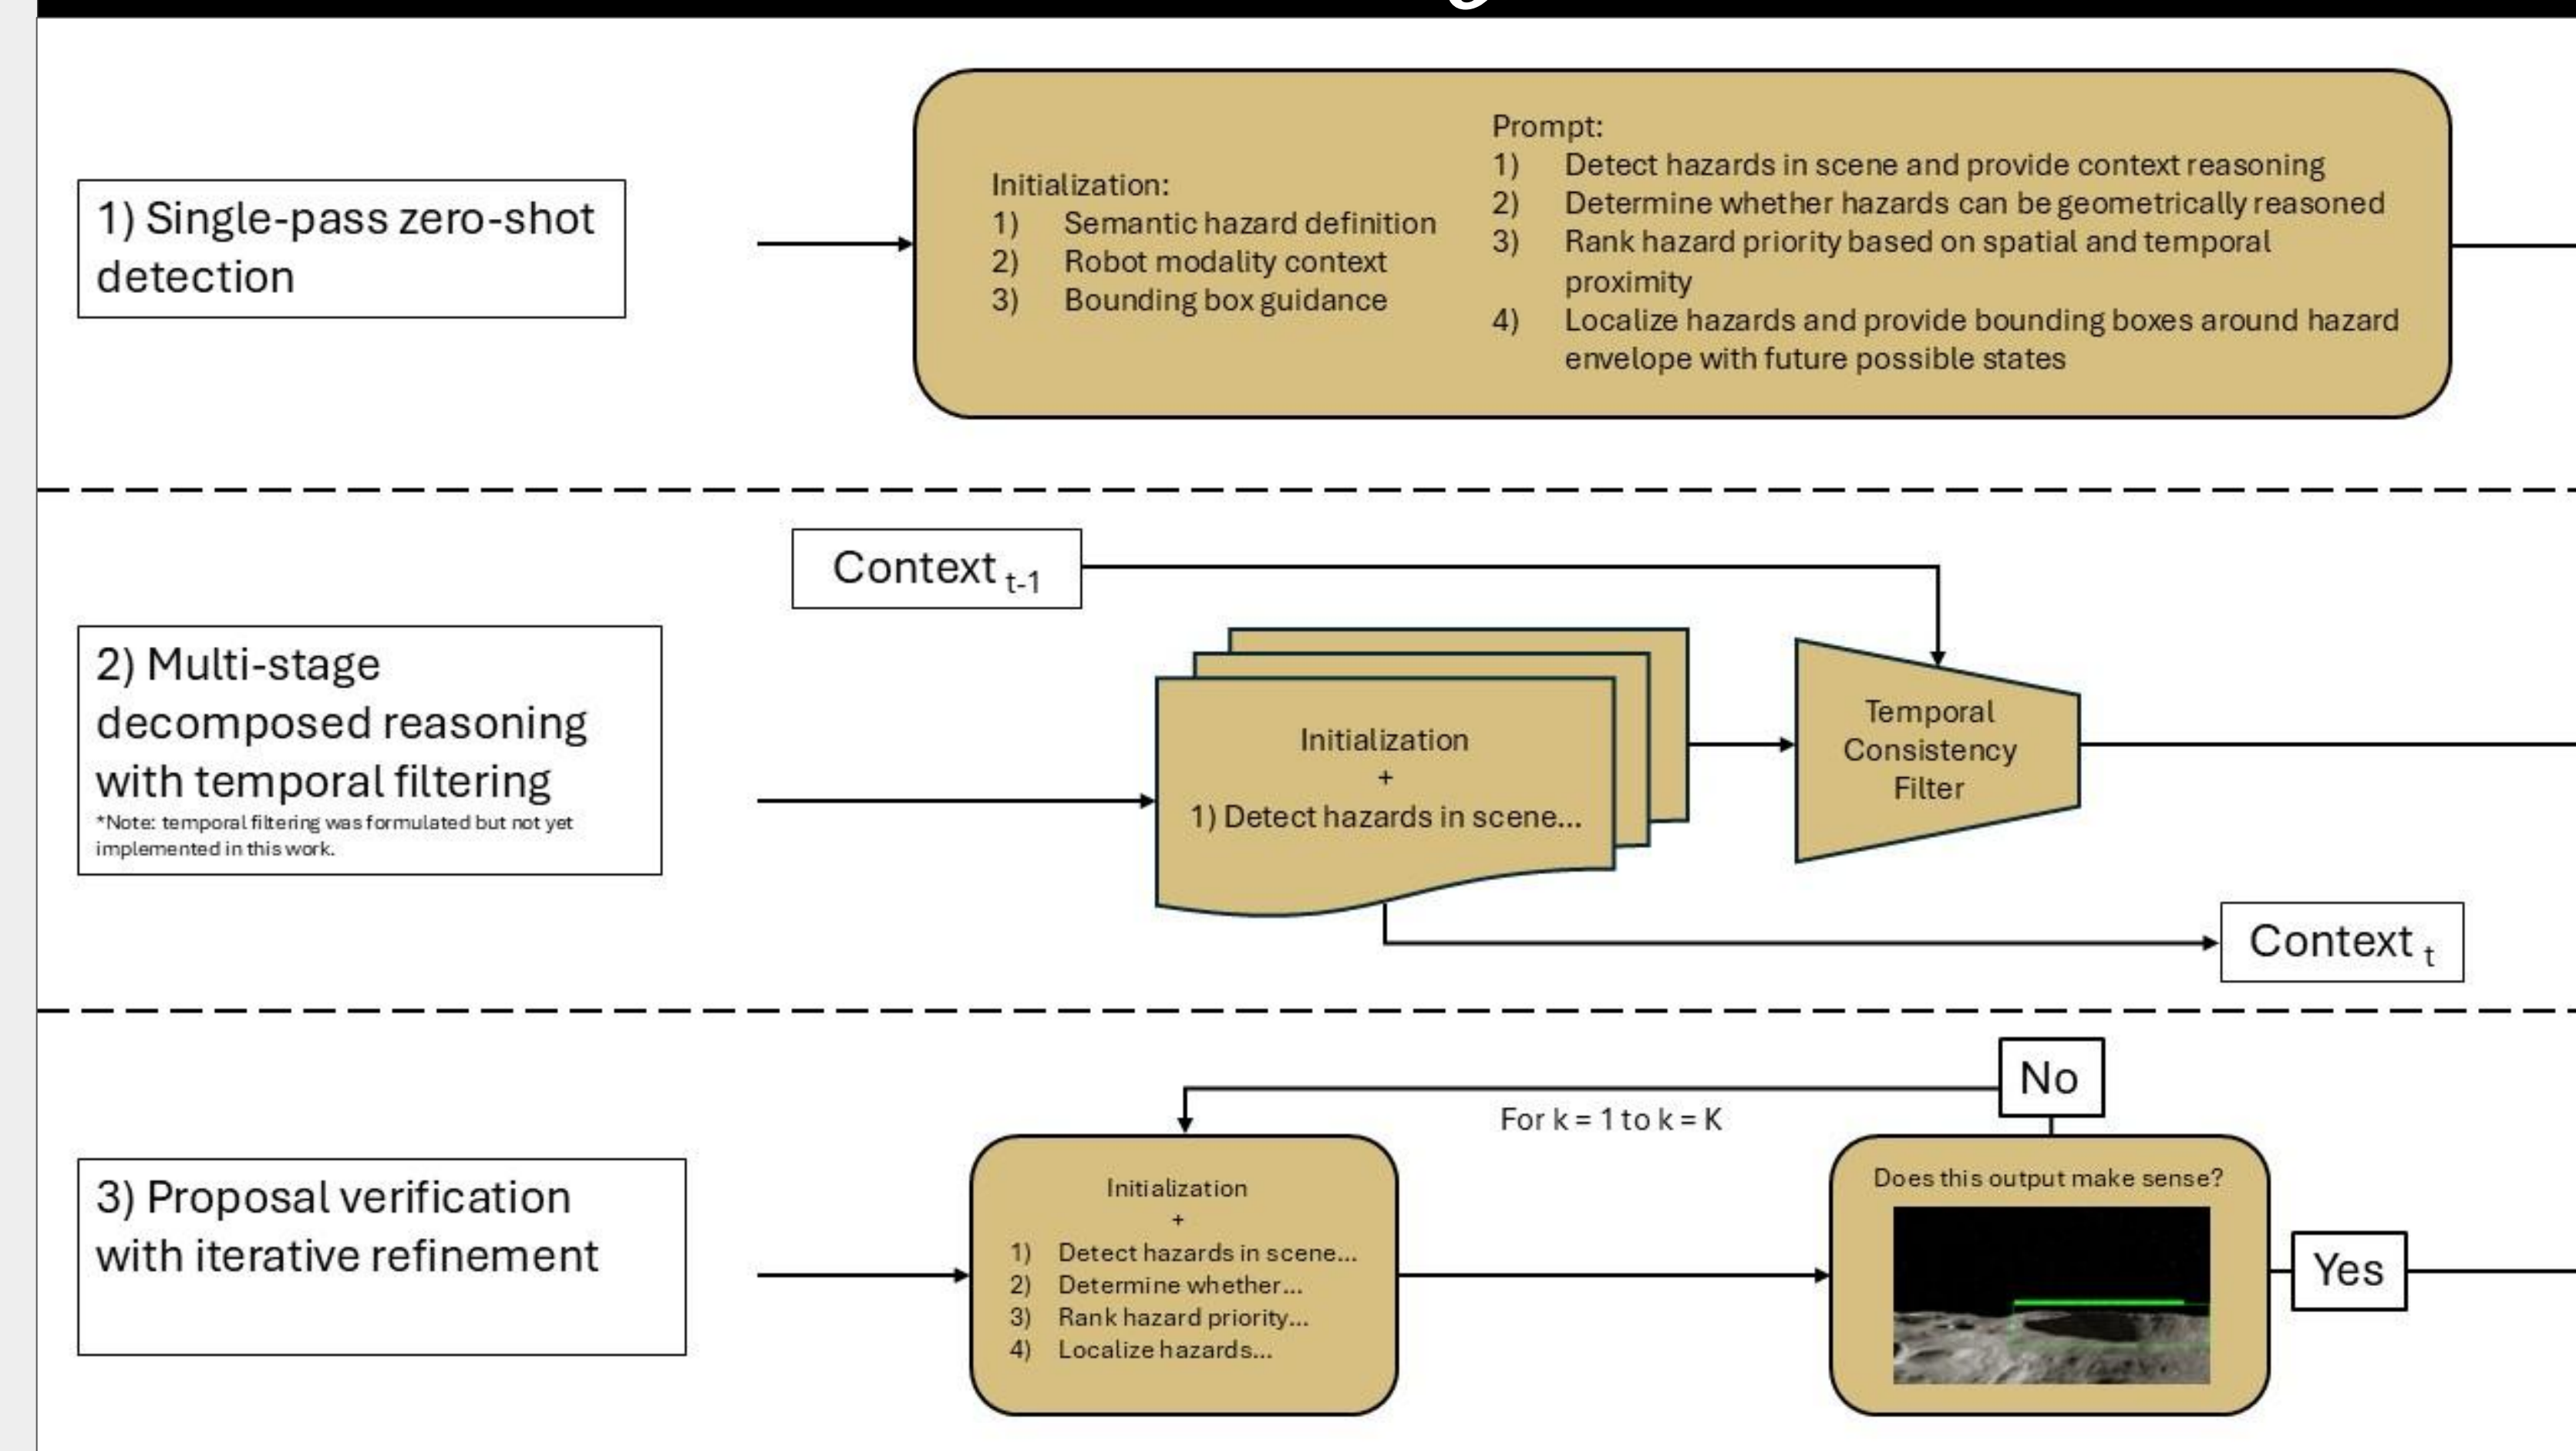 1) Single-pass zero-shot
detection
Initialization:
1) Semantic hazard definition
2) Robot modality context
3) Bounding box guidance
Prompt:
1) Detect hazards in scene and provide context reasoning
2) Determine whether hazards can be geometrically reasoned
3) Rank hazard priority based on spatial and temporal
proximity
4) Localize hazards and provide bounding boxes around hazard
envelope with future possible states
Context t-1
2) Multi-stage
decomposed reasoning
with temporal filtering
*Note: temporal filtering was formulated but not yet
implemented in this work.
Initialization
+
1) Detect hazards in scene...
Temporal
Consistency
Filter
Context t
3) Proposal verification
with iterative refinement
No
For k = 1 to k = K
Initialization
+
1) Detect hazards in scene...
2) Determine whether...
3) Rank hazard priority...
4) Localize hazards...
Does this output make sense?
Yes